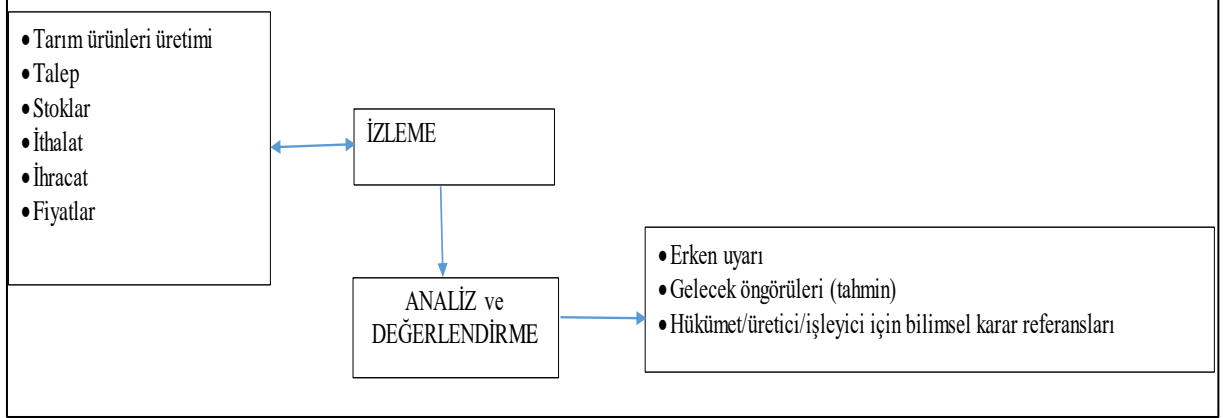 • Tarım ürünleri üretimi
• Talep
• Stoklar
• İthalat
• İhracat
• Fiyatlar
İZLEME
ANALİZ ve
DEĞERLENDİRME
• Erken uyarı
• Gelecek öngörüleri (tahmin)
• Hükümet/üretici/işleyici için bilimsel karar referansları